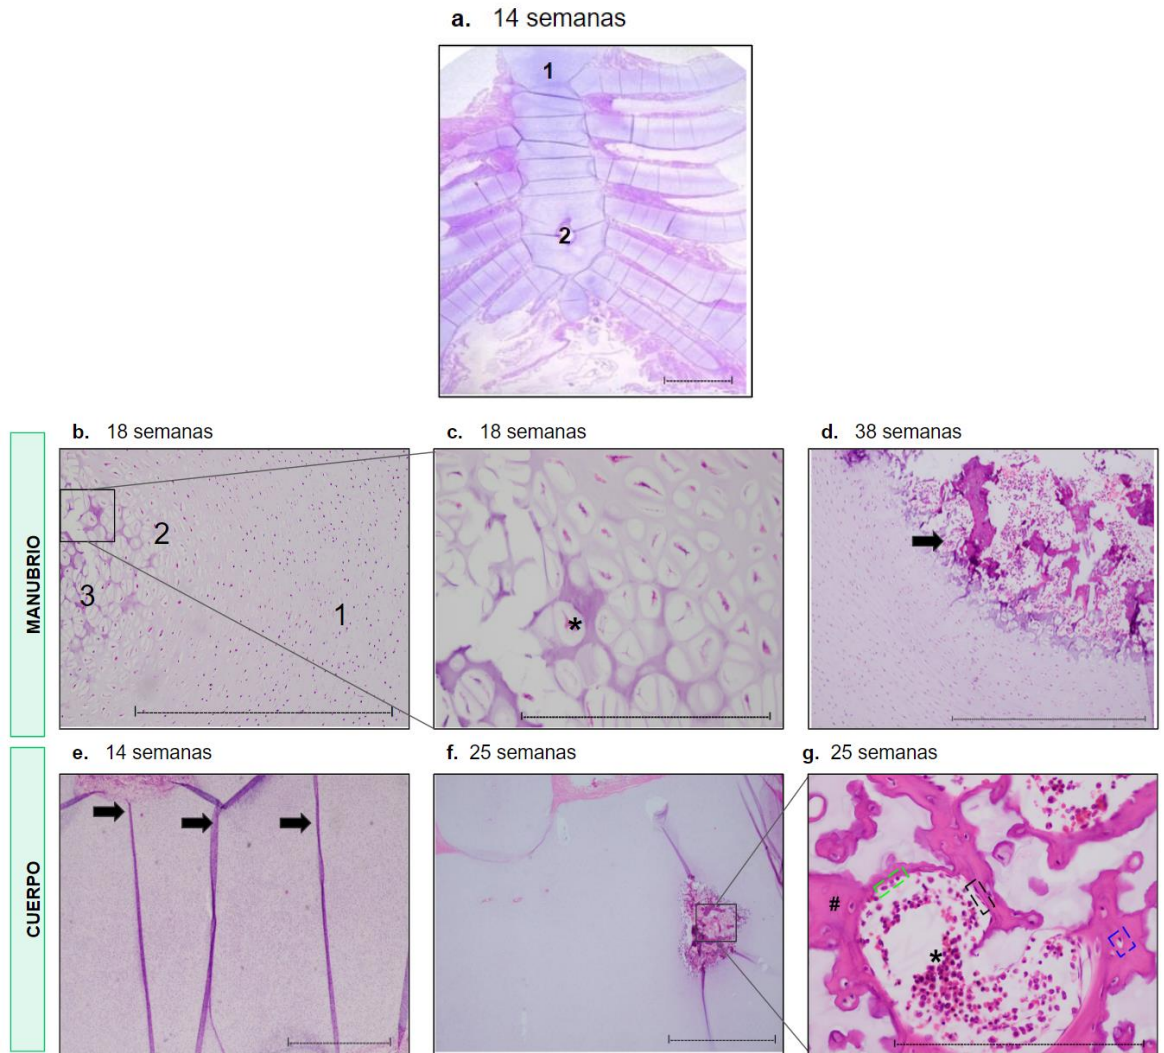 a. 14 semanas
1
2
MANUBRIO
b. 18 semanas
2
3
1
c. 18 semanas
*
d. 38 semanas
CUERPO
e. 14 semanas
f. 25 semanas
g. 25 semanas
#
*